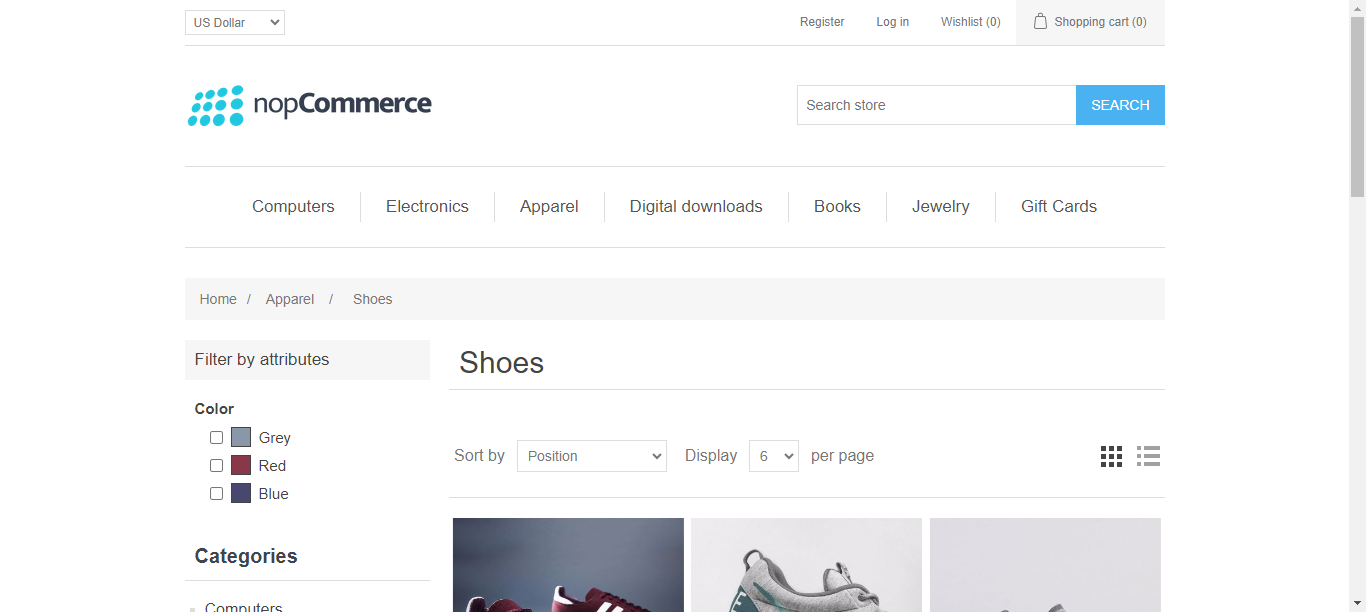 US Dollar
Register
Log in
Wishlist (0)
Shopping cart (0)
nopCommerce
Search store
SEARCH
Computers
Electronics
Apparel
Digital downloads
Books
Jewelry
Gift Cards
Home / Apparel / Shoes
Filter by attributes
Color
Grey
Red
Blue
Categories
Computers
Shoes
Sort by Position Display 6 per page